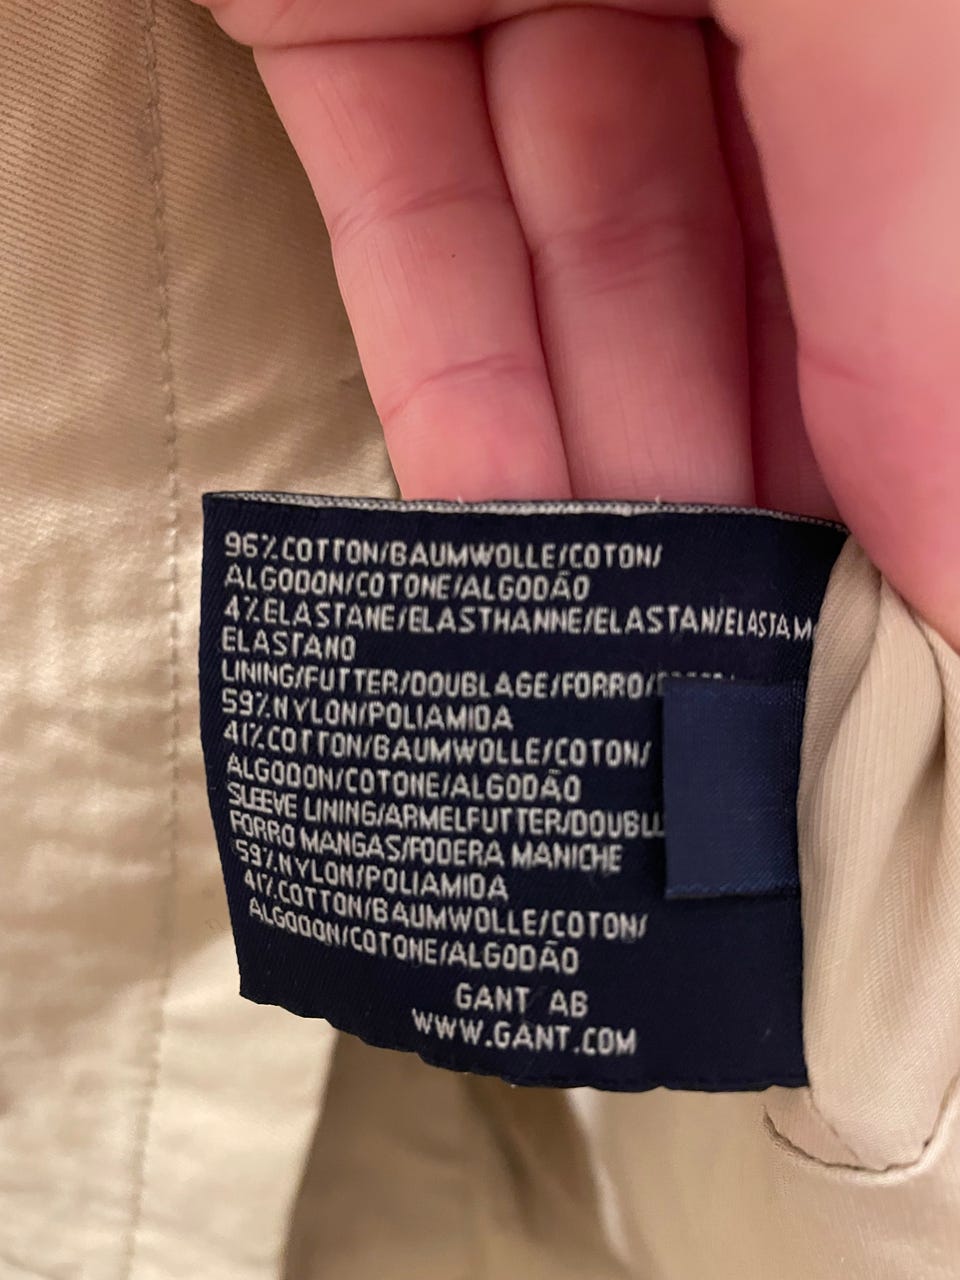 96% COTTON/BAUMWOLLE/COTON/
ALGODON/COTONE/ALGODÃO
4% ELASTANE/ELASTHANNE/ELASTAN/ELASTAM
ELASTANO
LINING/FUTTER/DOUBLAGE/FORRO/
59% NYLON/POLIAMIDA
41% COTTON/BAUMWOLLE/COTON/
ALGODON/COTONE/ALGODÃO
SLEEVE LINING/ARMELFUTTER/DOUBL
FORRO MANGAS/FODERA MANICHE
59% NYLON/POLIAMIDA
41% COTTON/BAUMWOLLE/COTON/
ALGODON/COTONE/ALGODÃO
GANT AB
WWW.GANT.COM